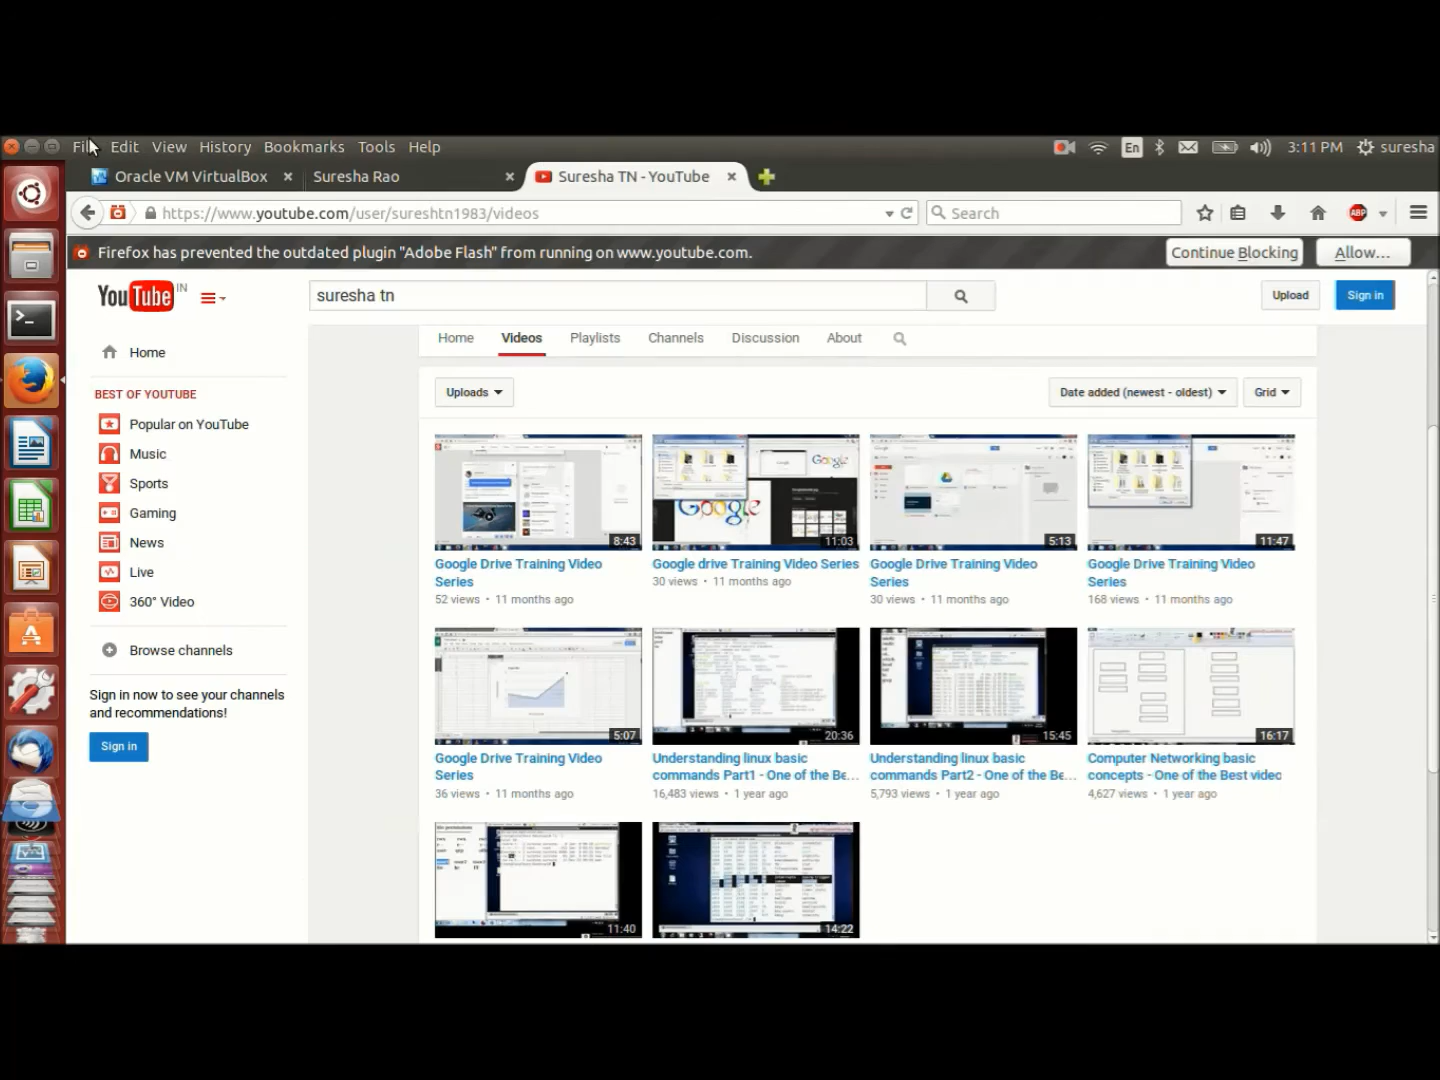 File Edit View History Bookmarks Tools Help
En 3:11 PM suresha
Oracle VM VirtualBox
Suresha Rao
Suresha TN - YouTube
https://www.youtube.com/user/sureshtn1983/videos
Search
ABP
Firefox has prevented the outdated plugin "Adobe Flash" from running on www.youtube.com.
Continue Blocking
Allow...
YouTube IN
suresha tn
Upload
Sign in
Home Videos Playlists Channels Discussion About
Home
BEST OF YOUTUBE
Popular on YouTube
Music
Sports
Gaming
News
Live
360° Video
Browse channels
Sign in now to see your channels
and recommendations!
Sign in
Uploads
Date added (newest - oldest)
Grid
8:43
Google Drive Training Video
Series
52 views • 11 months ago
Google
Google
11:03
Google drive Training Video Series
30 views • 11 months ago
5:13
Google Drive Training Video
Series
30 views • 11 months ago
11:47
Google Drive Training Video
Series
168 views • 11 months ago
5:07
Google Drive Training Video
Series
36 views • 11 months ago
20:36
Understanding linux basic
commands Part1 - One of the Be...
16,483 views • 1 year ago
15:45
Understanding linux basic
commands Part2 - One of the Be...
5,793 views • 1 year ago
16:17
Computer Networking basic
concepts - One of the Best video
4,627 views • 1 year ago
11:40
14:22